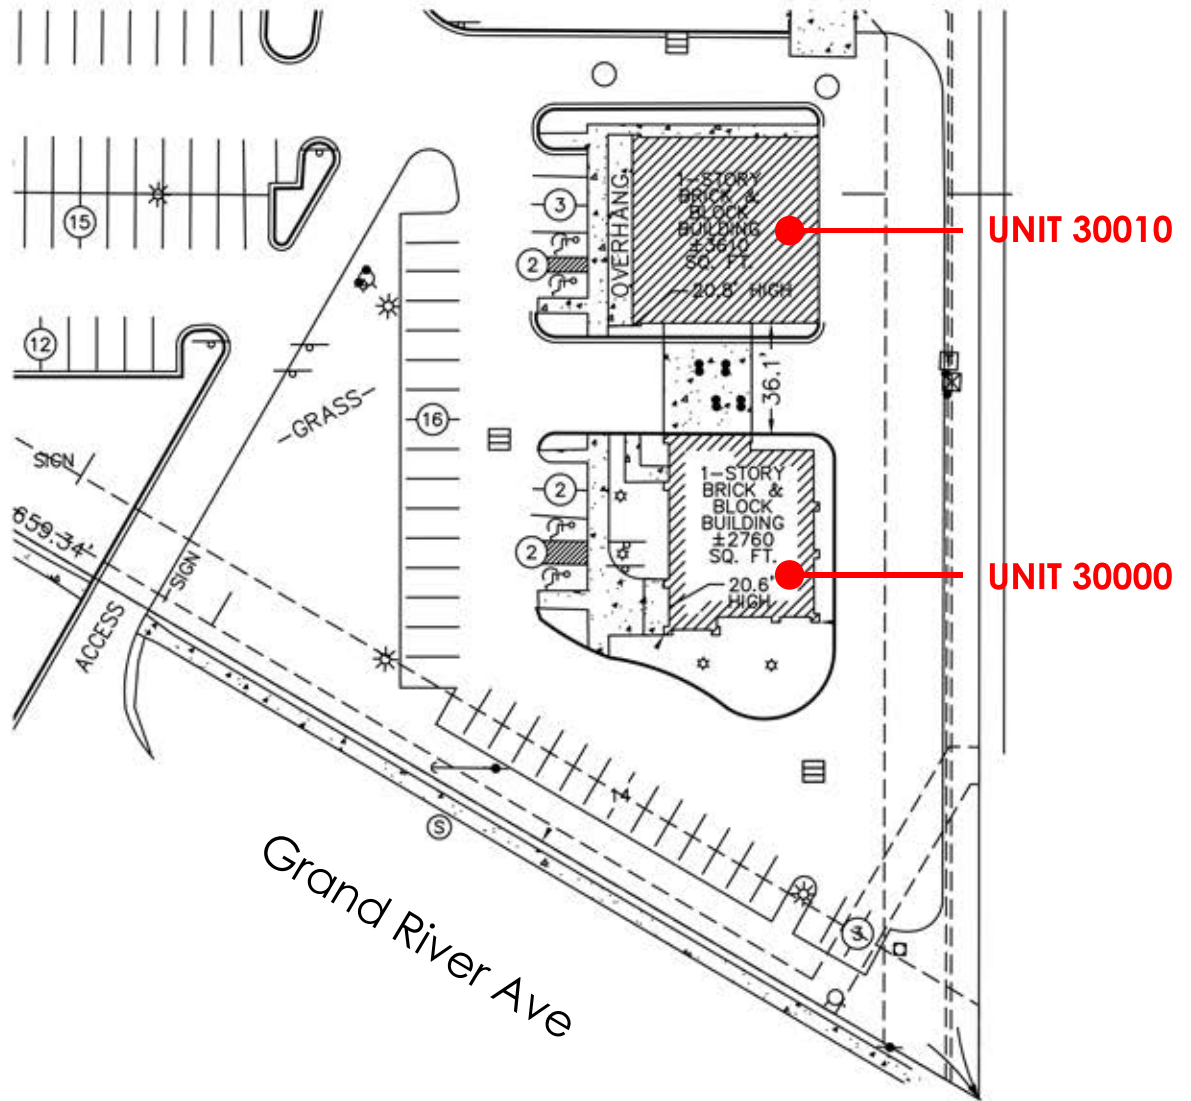 15
12
3
2
OVERHANG
1-STORY
BRICK &
BLOCK
BUILDING
±3610
SQ. FT.
20.8' HIGH
UNIT 30010
36.1'
GRASS
16
SIGN
659.34'
SIGN
ACCESS
2
2
1-STORY
BRICK &
BLOCK
BUILDING
±2760
SQ. FT.
20.6'
HIGH
UNIT 30000
14
3
S
Grand River Ave